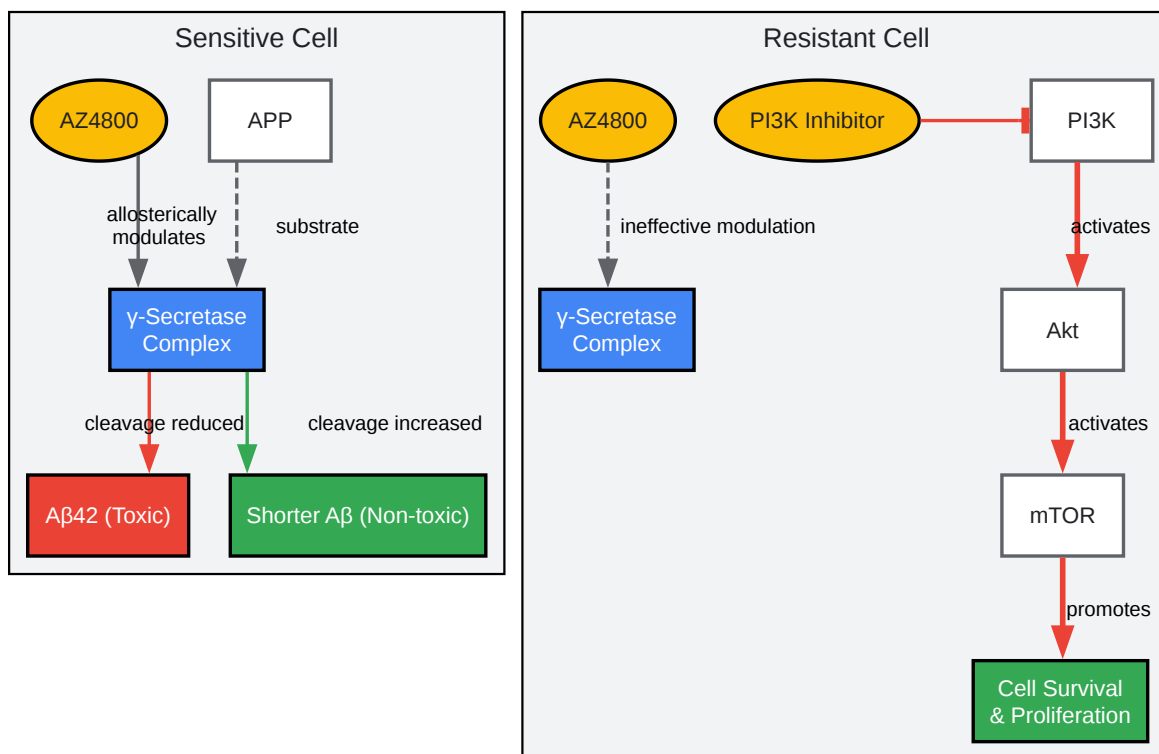 Sensitive Cell
AZ4800
APP
allosterically
modulates
substrate
γ-Secretase
Complex
cleavage reduced
cleavage increased
Aβ42 (Toxic)
Shorter Aβ (Non-toxic)
Resistant Cell
AZ4800
PI3K Inhibitor
PI3K
ineffective modulation
activates
γ-Secretase
Complex
Akt
activates
mTOR
promotes
Cell Survival
& Proliferation